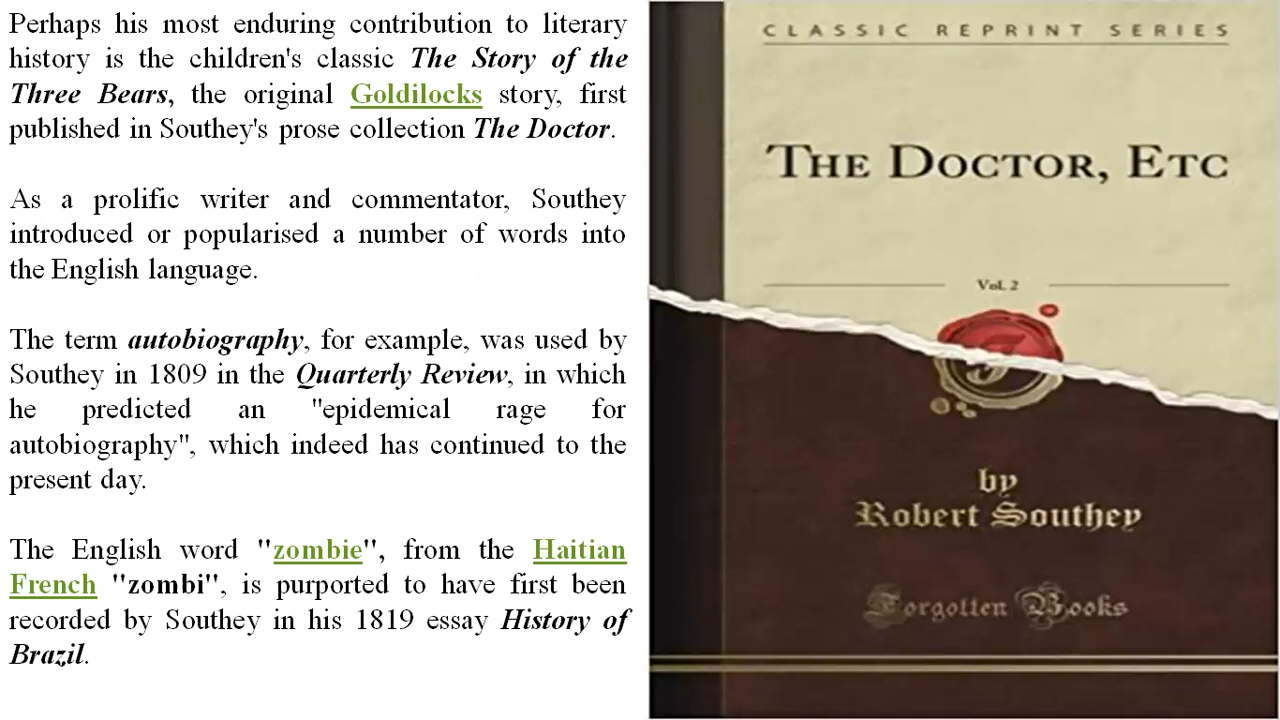 Perhaps his most enduring contribution to literary
history is the children's classic The Story of the
Three Bears, the original Goldilocks story, first
published in Southey's prose collection The Doctor.
As a prolific writer and commentator, Southey
introduced or popularised a number of words into
the English language.
The term autobiography, for example, was used by
Southey in 1809 in the Quarterly Review, in which
he predicted an "epidemical rage for
autobiography", which indeed has continued to the
present day.
The English word "zombie", from the Haitian
French "zombi", is purported to have first been
recorded by Southey in his 1819 essay History of
Brazil.
CLASSIC REPRINT SERIES
THE DOCTOR, ETC
Vol. 2
by
Robert Southey
Forgotten Books